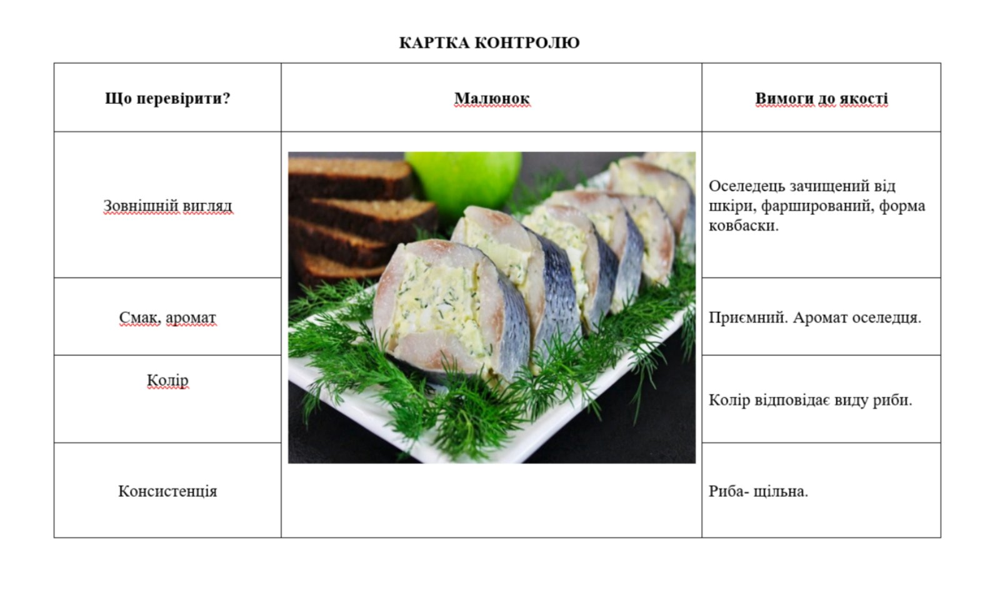 КАРТКА КОНТРОЛЮ
Що перевірити?
Малюнок
Вимоги до якості
Зовнішній вигляд
Оселедець зачищений від
шкіри, фарширований, форма
ковбаски.
Смак, аромат
Приємний. Аромат оселедця.
Колір
Колір відповідає виду риби.
Консистенція
Риба- щільна.